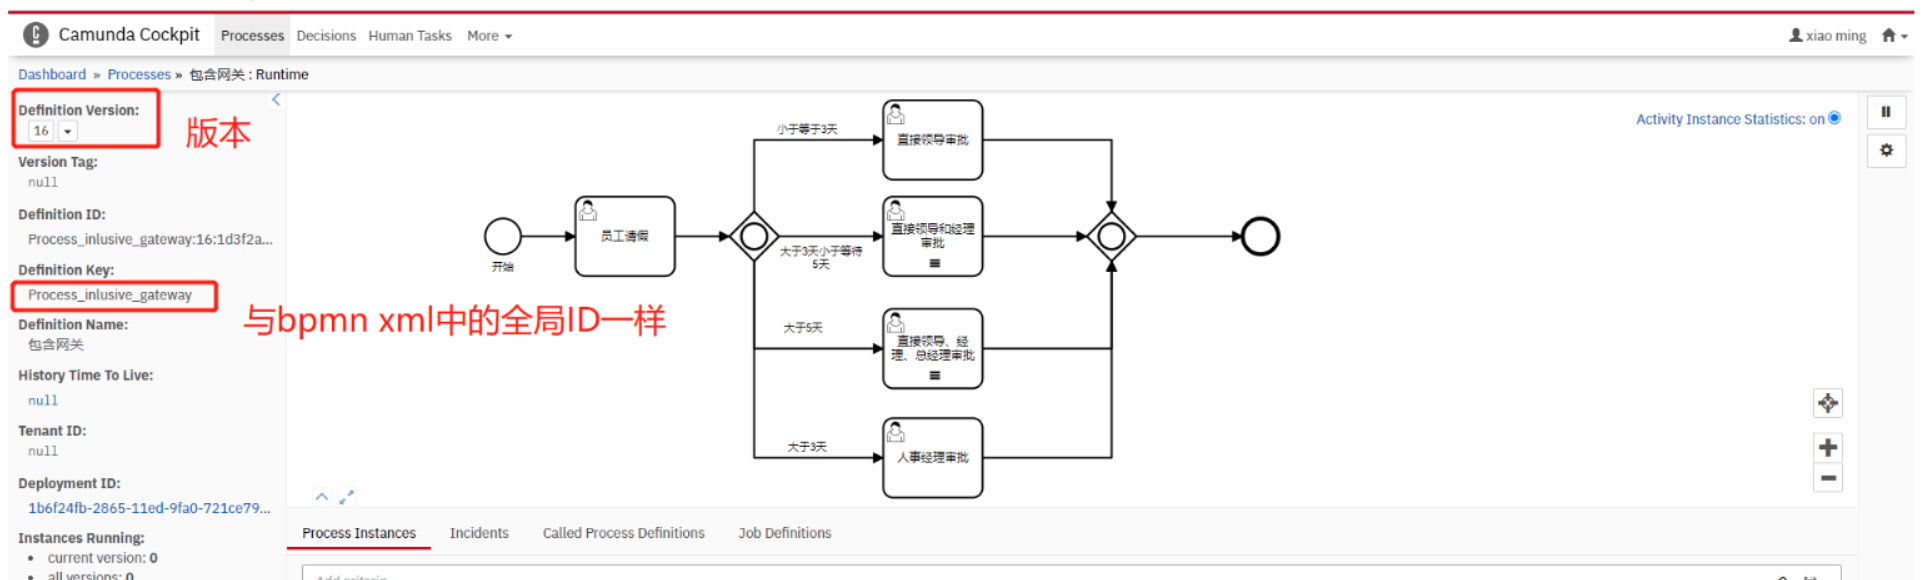 Camunda Cockpit Processes Decisions Human Tasks More
xiao ming
Dashboard » Processes » 包含网关 : Runtime
Definition Version:
16
版本
Version Tag:
null
Definition ID:
Process_inlusive_gateway:16:1d3f2a...
Definition Key:
Process_inlusive_gateway
与bpmn xml中的全局ID一样
Definition Name:
包含网关
History Time To Live:
null
Tenant ID:
null
Deployment ID:
1b6f24fb-2865-11ed-9fa0-721ce79...
Instances Running:
current version: 0
all versions: 0
Activity Instance Statistics: on
开始
员工请假
小于等于3天
直接领导审批
大于3天小于等待
5天
直接领导和经理
审批
大于5天
直接领导、经
理、总经理审批
大于3天
人事经理审批
Process Instances Incidents Called Process Definitions Job Definitions
Add criteria